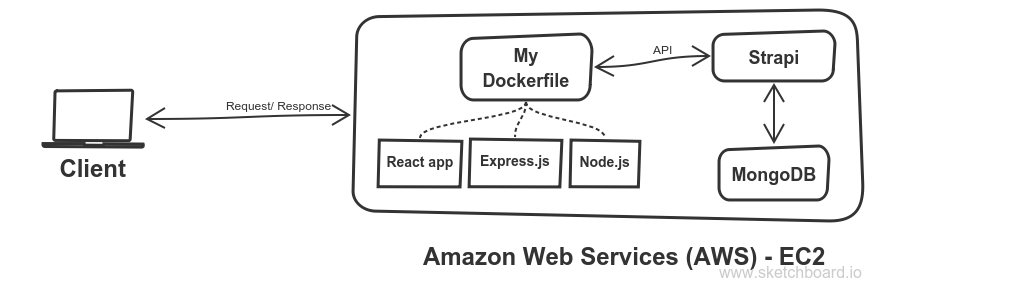 My
Dockerfile
API
Strapi
Request/ Response
React app
Express.js
Node.js
Client
MongoDB
Amazon Web Services (AWS) - EC2
www.sketchboard.io